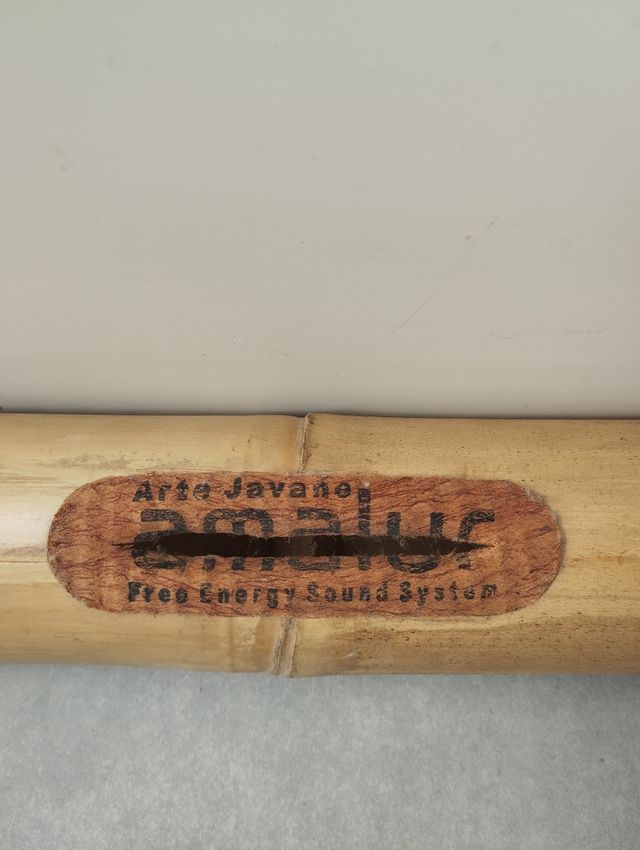 Arte Javano
amalur
Free Energy Sound System